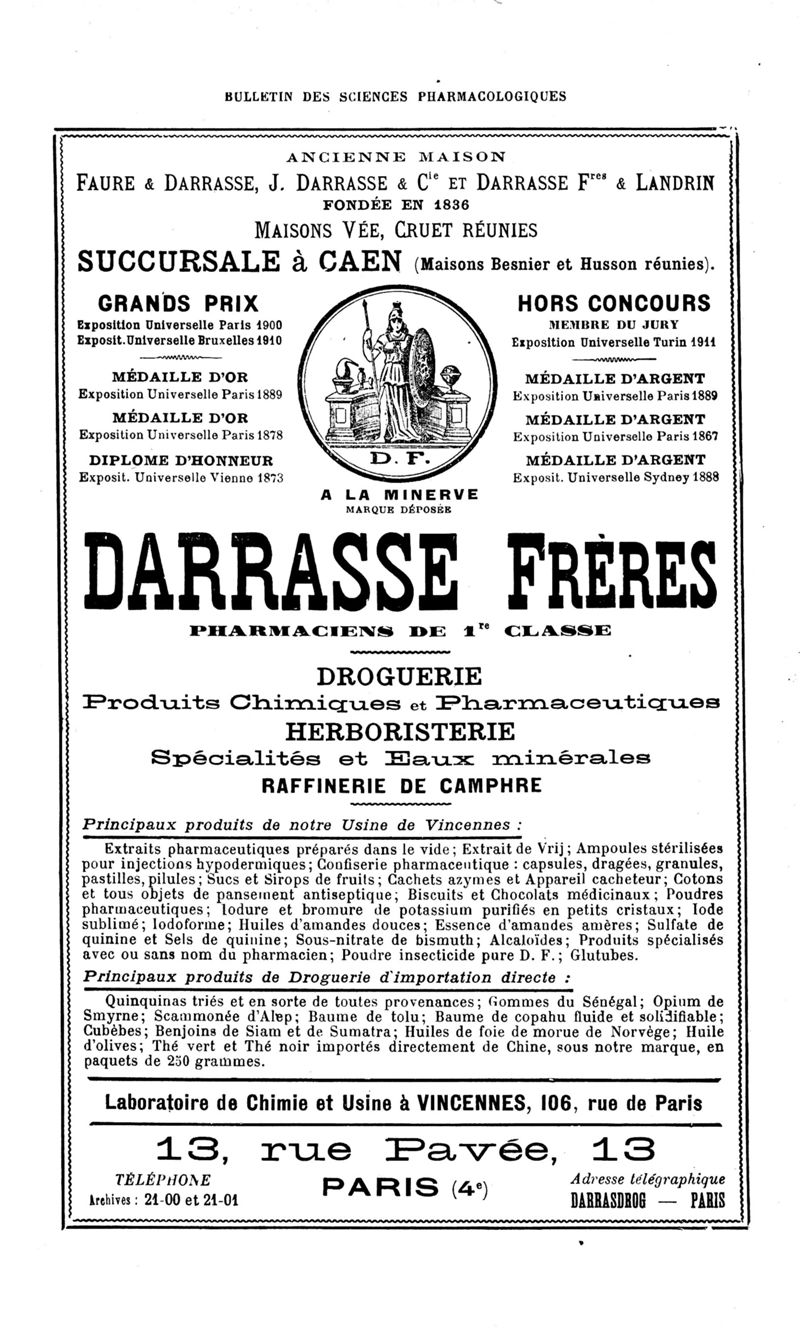 BULLETIN DES SCIENCES PHARMACOLOGIQUES
ANCIENNE MAISON
FAURE & DARRASSE, J. DARRASSE & Cie ET DARRASSE Fres & LANDRIN
FONDÉE EN 1836
MAISONS VÉE, CRUET RÉUNIES
SUCCURSALE à CAEN (Maisons Besnier et Husson réunies).
GRANDS PRIX
Exposition Universelle Paris 1900
Exposit. Universelle Bruxelles 1910
MÉDAILLE D'OR
Exposition Universelle Paris 1889
MÉDAILLE D'OR
Exposition Universelle Paris 1878
DIPLOME D'HONNEUR
Exposit. Universelle Vienne 1873
D. F.
A LA MINERVE
MARQUE DÉPOSÉE
HORS CONCOURS
MEMBRE DU JURY
Exposition Universelle Turin 1911
MÉDAILLE D'ARGENT
Exposition Universelle Paris 1889
MÉDAILLE D'ARGENT
Exposition Universelle Paris 1867
MÉDAILLE D'ARGENT
Exposit. Universelle Sydney 1888
DARRASSE FRÈRES
PHARMACIENS DE 1re CLASSE
DROGUERIE
Produits Chimiques et Pharmaceutiques
HERBORISTERIE
Spécialités et Eaux minérales
RAFFINERIE DE CAMPHRE
Principaux produits de notre Usine de Vincennes :
Extraits pharmaceutiques préparés dans le vide ; Extrait de Vrij ; Ampoules stérilisées
pour injections hypodermiques ; Confiserie pharmaceutique : capsules, dragées, granules,
pastilles, pilules ; Sucs et Sirops de fruits ; Cachets azymes et Appareil cacheteur ; Cotons
et tous objets de pansement antiseptique ; Biscuits et Chocolats médicinaux ; Poudres
pharmaceutiques ; Iodure et bromure de potassium purifiés en petits cristaux ; Iode
sublimé ; Iodoforme ; Huiles d'amandes douces ; Essence d'amandes amères ; Sulfate de
quinine et Sels de quinine ; Sous-nitrate de bismuth ; Alcaloïdes ; Produits spécialisés
avec ou sans nom du pharmacien ; Poudre insecticide pure D. F. ; Glutubes.
Principaux produits de Droguerie d'importation directe :
Quinquinas triés et en sorte de toutes provenances ; Gommes du Sénégal ; Opium de
Smyrne ; Scammonée d'Alep ; Baume de tolu ; Baume de copahu fluide et solidifiable ;
Cubèbes ; Benjoins de Siam et de Sumatra ; Huiles de foie de morue de Norvège ; Huile
d'olives ; Thé vert et Thé noir importés directement de Chine, sous notre marque, en
paquets de 250 grammes.
Laboratoire de Chimie et Usine à VINCENNES, 106, rue de Paris
13, rue Pavée, 13
TÉLÉPHONE
Archives : 21-00 et 21-01
PARIS (4e)
Adresse télégraphique
DARRASDROG — PARIS